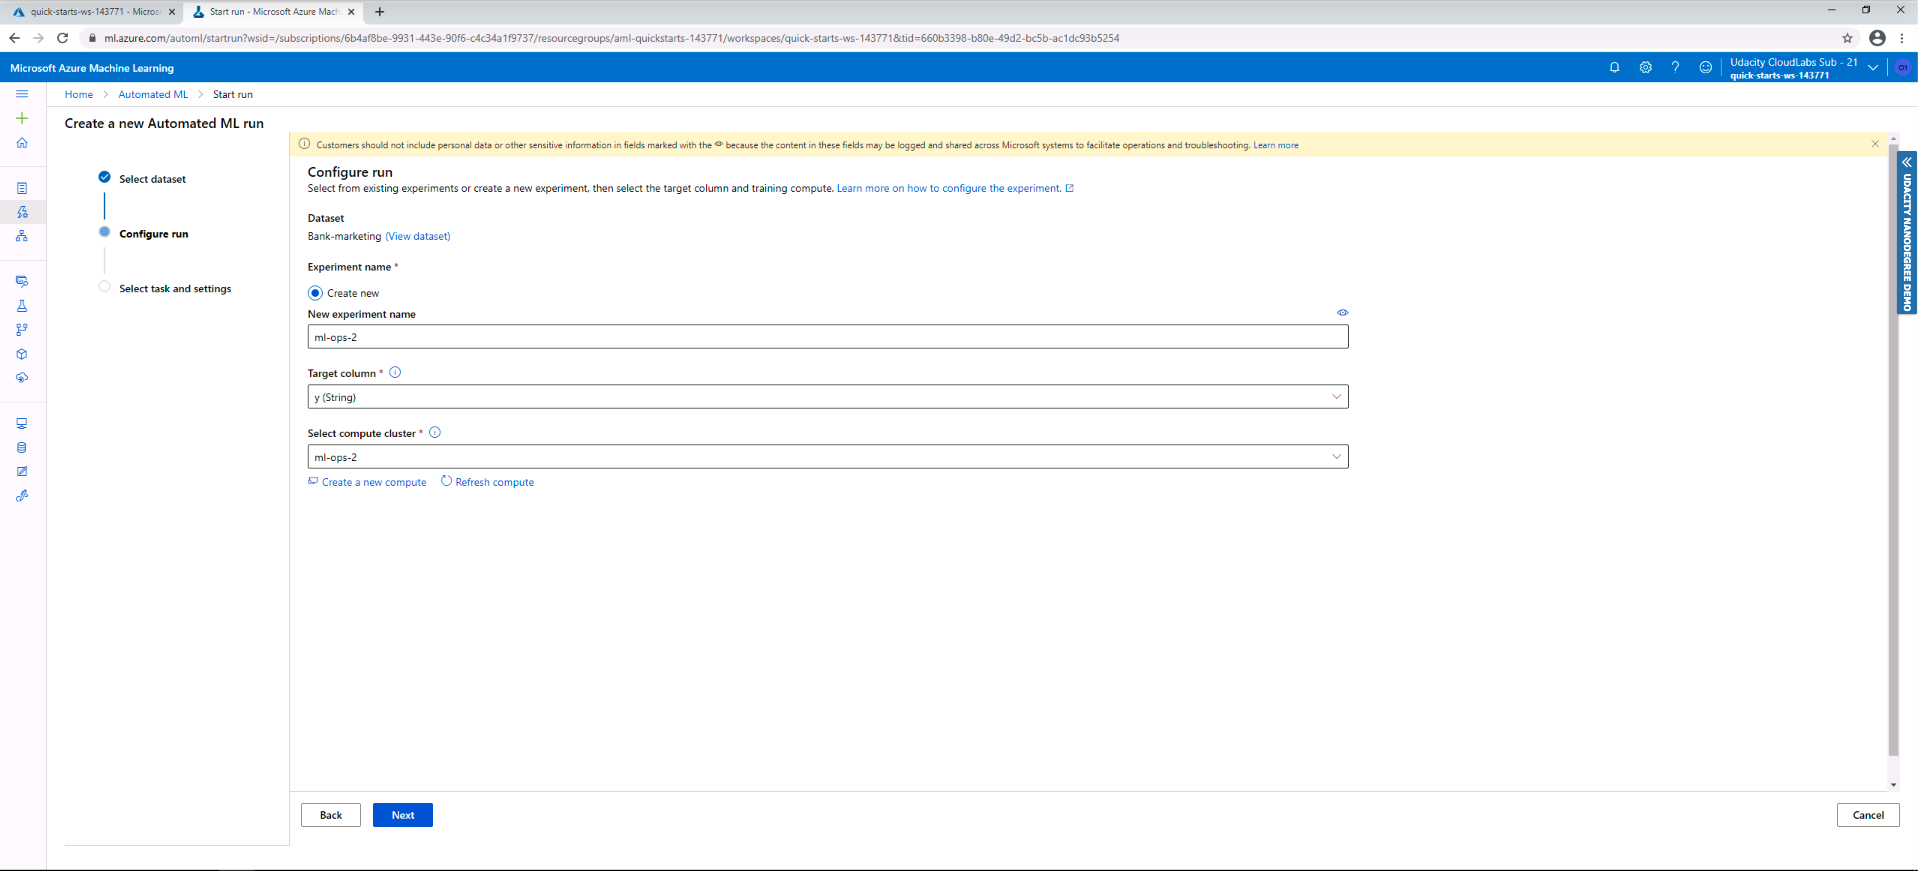 quick-starts-ws-143771 - Micros
Start run - Microsoft Azure Mach
ml.azure.com/automl/startrun?wsid=/subscriptions/6b4af8be-9931-443e-90f6-c4c34a1f9737/resourcegroups/aml-quickstarts-143771/workspaces/quick-starts-ws-143771&tid=660b3398-b80e-49d2-bc5b-ac1dc93b5254
Microsoft Azure Machine Learning
Udacity CloudLabs Sub - 21
quick-starts-ws-143771
Home > Automated ML > Start run
Create a new Automated ML run
Customers should not include personal data or other sensitive information in fields marked with the because the content in these fields may be logged and shared across Microsoft systems to facilitate operations and troubleshooting. Learn more
Select dataset
Configure run
Select task and settings
Configure run
Select from existing experiments or create a new experiment, then select the target column and training compute. Learn more on how to configure the experiment.
Dataset
Bank-marketing (View dataset)
Experiment name *
Create new
New experiment name
ml-ops-2
Target column *
y (String)
Select compute cluster *
ml-ops-2
Create a new compute Refresh compute
UDACITY NANODEGREE DEMO
Back
Next
Cancel